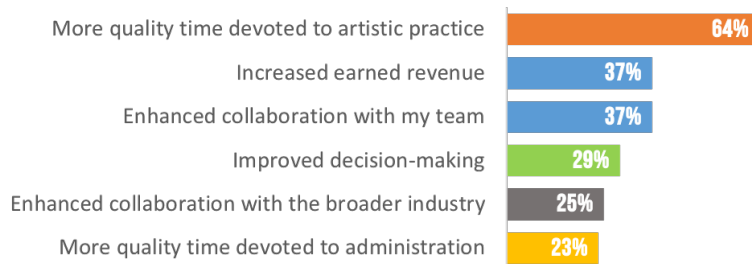 More quality time devoted to artistic practice 64%
Increased earned revenue 37%
Enhanced collaboration with my team 37%
Improved decision-making 29%
Enhanced collaboration with the broader industry 25%
More quality time devoted to administration 23%